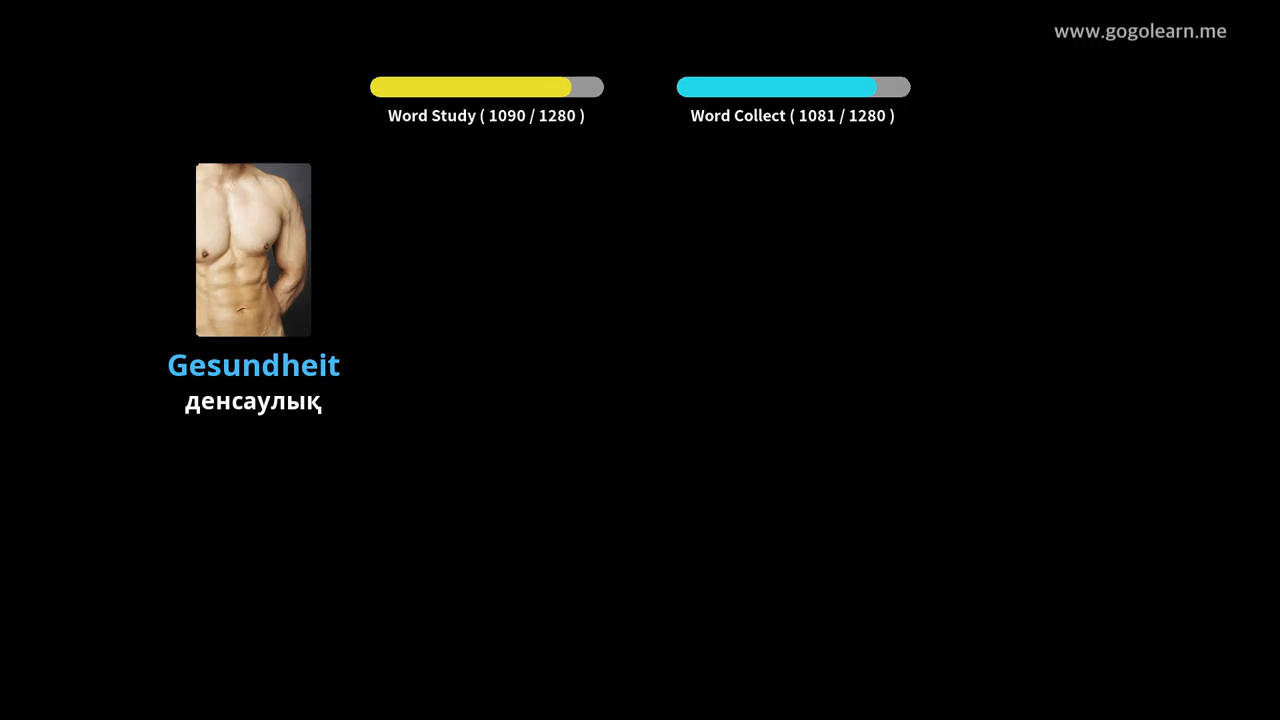 www.gogolearn.me
Word Study ( 1090 / 1280 )
Word Collect ( 1081 / 1280 )
Gesundheit
денсаулық